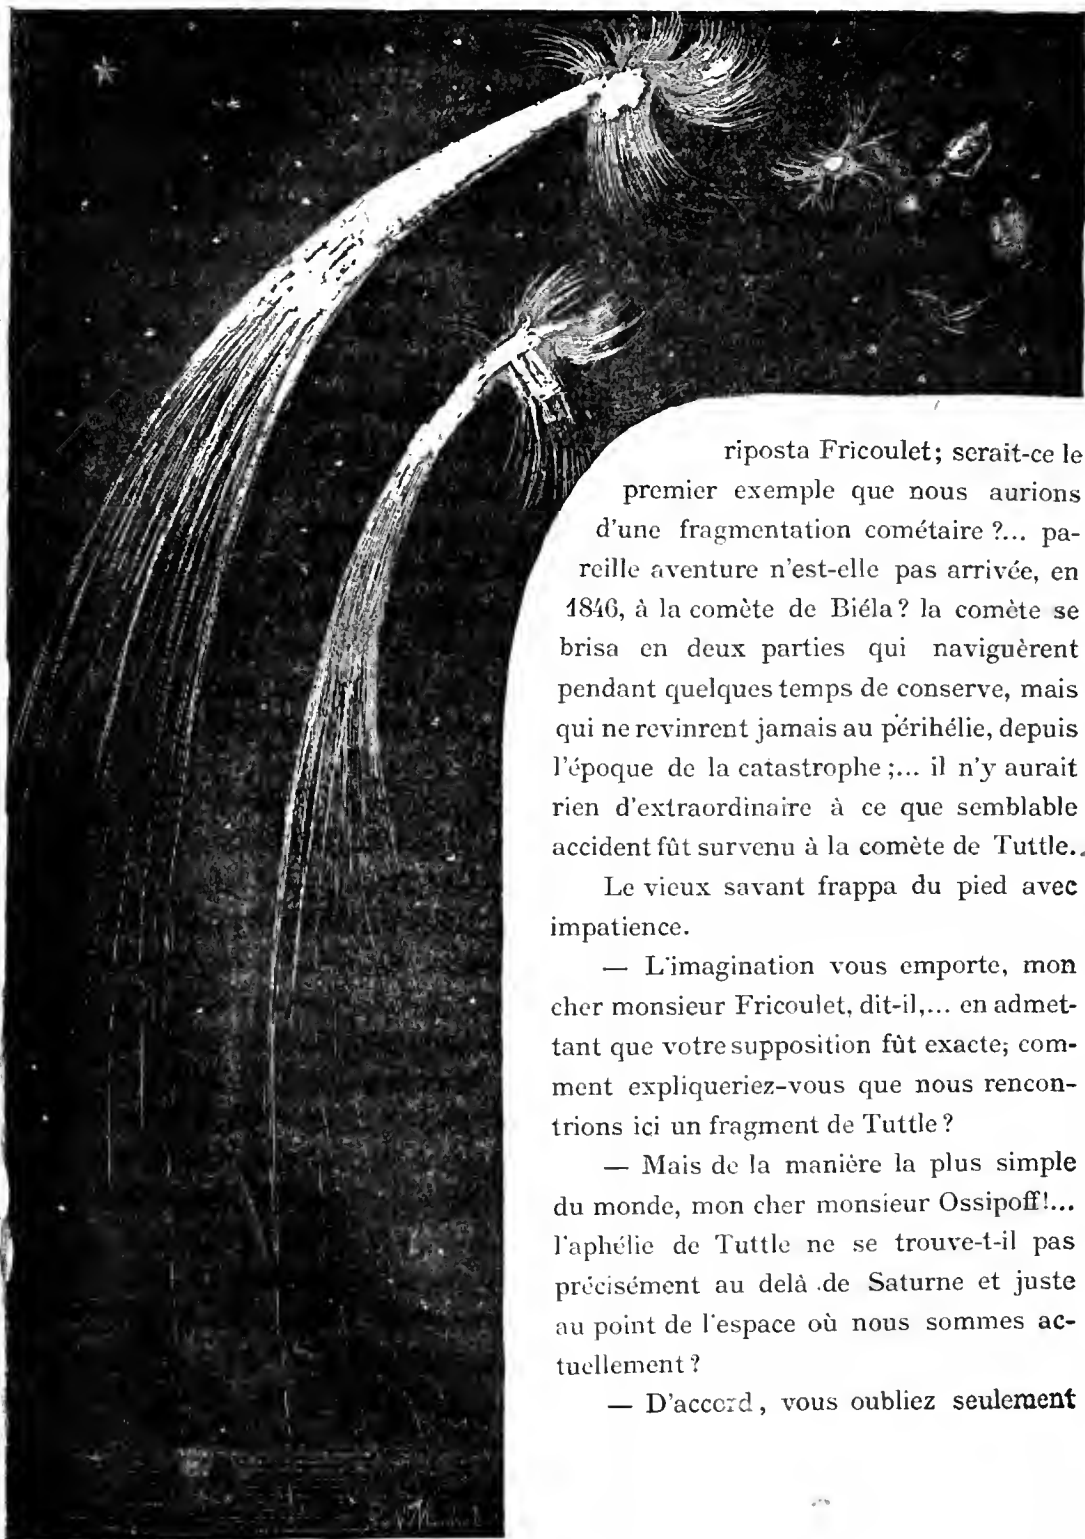 riposta Fricoulet; serait-ce le
premier exemple que nous aurions
d'une fragmentation cométaire ?... pa-
reille aventure n'est-elle pas arrivée, en
1846, à la comète de Biéla? la comète se
brisa en deux parties qui naviguèrent
pendant quelques temps de conserve, mais
qui ne revinrent jamais au périhélie, depuis
l'époque de la catastrophe;... il n'y aurait
rien d'extraordinaire à ce que semblable
accident fût survenu à la comète de Tuttle..
Le vieux savant frappa du pied avec
impatience.
— L'imagination vous emporte, mon
cher monsieur Fricoulet, dit-il,... en admet-
tant que votre supposition fût exacte; com-
ment expliqueriez-vous que nous rencon-
trions ici un fragment de Tuttle?
— Mais de la manière la plus simple
du monde, mon cher monsieur Ossipoff!...
l'aphélie de Tuttle ne se trouve-t-il pas
précisément au delà de Saturne et juste
au point de l'espace où nous sommes ac-
tuellement?
— D'accord, vous oubliez seulement